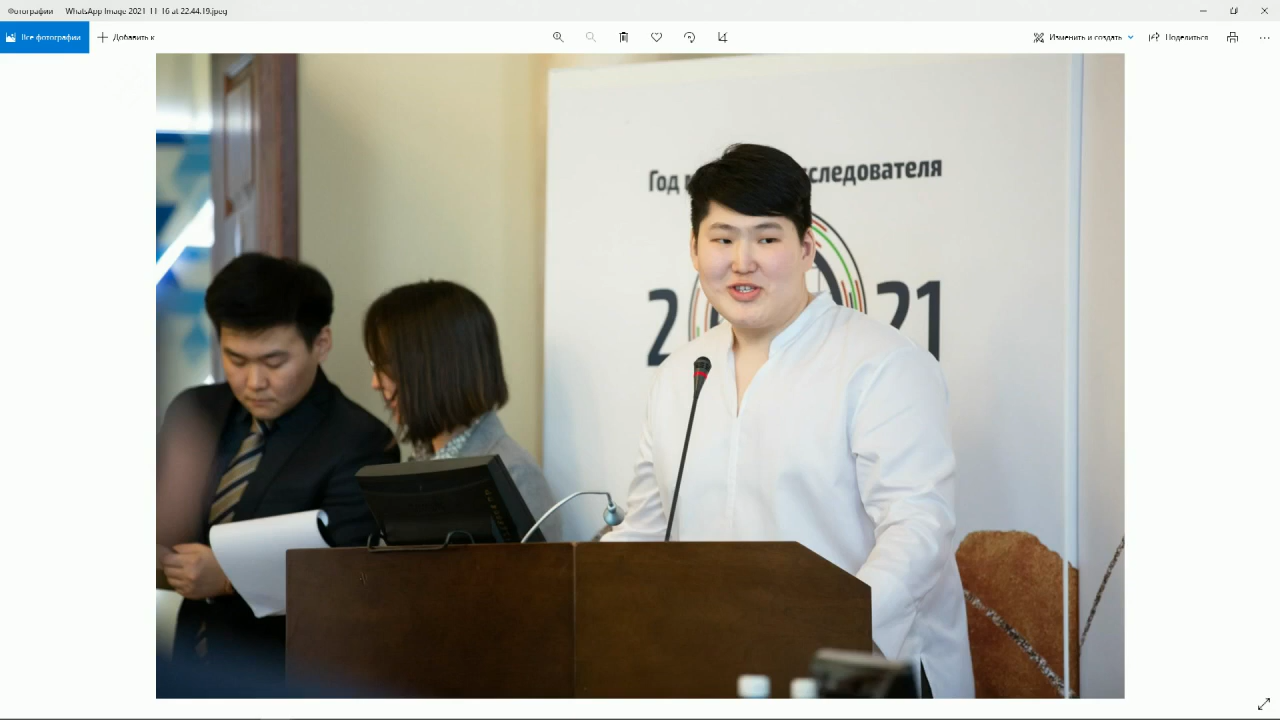 Фотографии
WhatsApp Image 2021-11-16 at 22.44.19.jpeg
Все фотографии
Добавить к
Изменить и создать
Поделиться
Год
сследователя
2 21